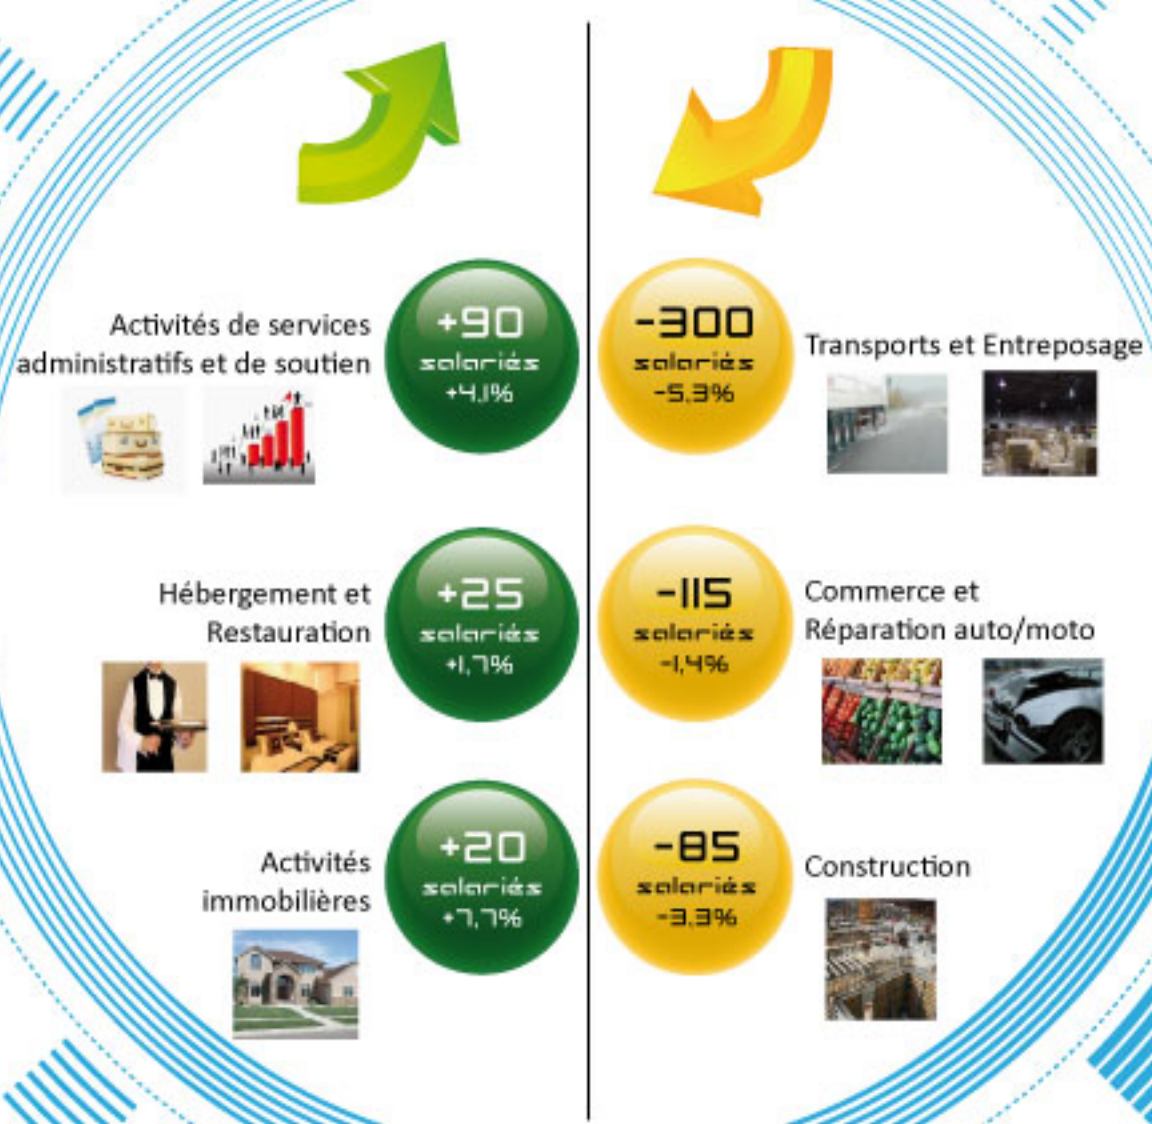 Activités de services
administratifs et de soutien
+90
salariés
+4,1%
Hébergement et
Restauration
+25
salariés
+1,7%
Activités
immobilières
+20
salariés
+7,7%
-300
salariés
-5,3%
Transports et Entreposage
-115
salariés
-1,4%
Commerce et
Réparation auto/moto
-85
salariés
-3,3%
Construction